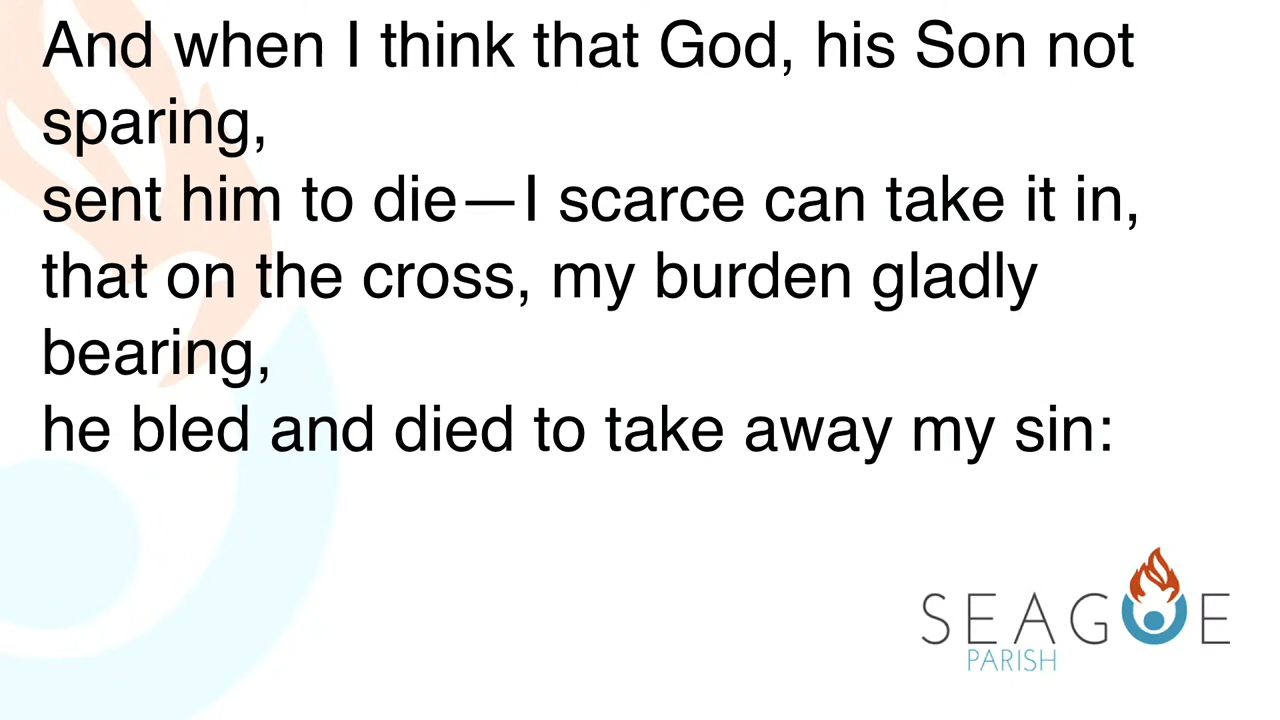 And when I think that God, his Son not
sparing,
sent him to die—I scarce can take it in,
that on the cross, my burden gladly
bearing,
he bled and died to take away my sin:
SEAGOE
PARISH